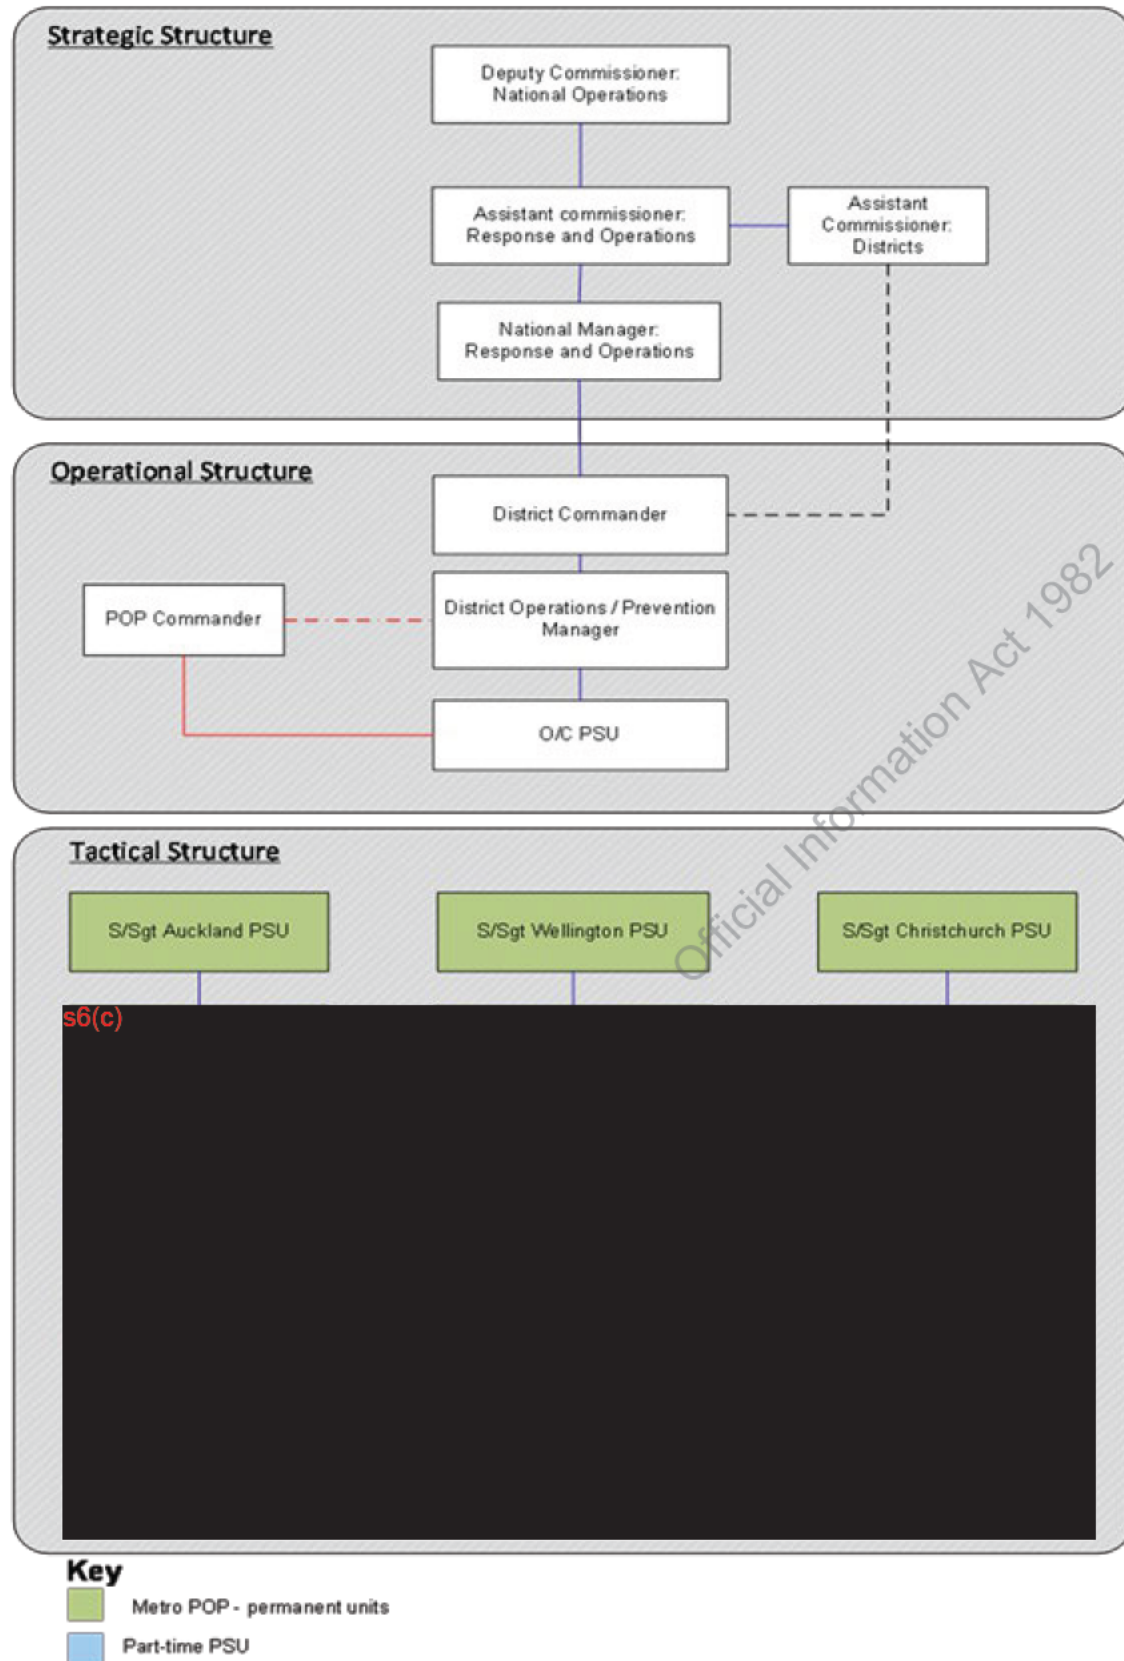 Strategic Structure
Deputy Commissioner:
National Operations
Assistant commissioner:
Response and Operations
Assistant
Commissioner:
Districts
National Manager:
Response and Operations
Operational Structure
District Commander
POP Commander
District Operations / Prevention
Manager
O/C PSU
Official Information Act 1982
Tactical Structure
S/Sgt Auckland PSU
S/Sgt Wellington PSU
S/Sgt Christchurch PSU
s6(c)
Key
Metro POP - permanent units
Part-time PSU